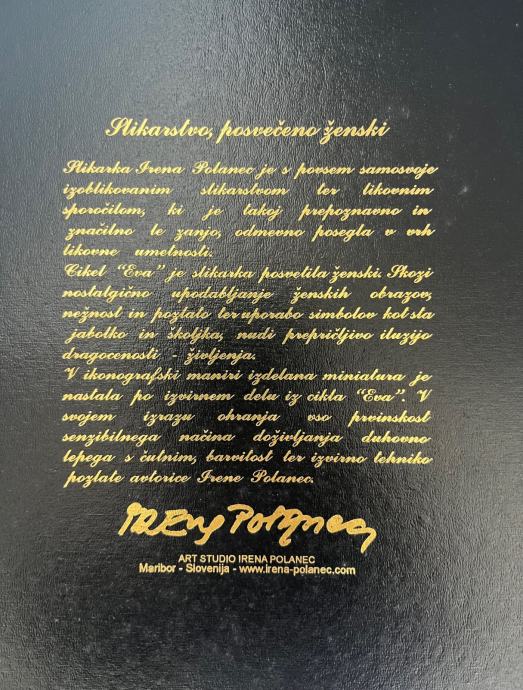 Slikarstvo, posvečeno ženski
Slikarka Irena Polanec je s povsem samosvoje
izoblikovanim slikarstvom ter likovnim
sporočilom, ki je takoj prepoznavno in
značilno le zanjo, odmevno posegla v vrh
likovne umetnosti.
Cikel "Eva" je slikarka posvetila ženski. Skozi
nostalgično upodabljanje ženskih obrazov,
nežnost in pozlato ter uporabo simbolov kot sta
jabolko in školjka, nudi prepričljivo iluzijo
dragocenosti - življenja.
V ikonografski maniri izdelana miniatura je
nastala po izvirnem delu iz cikla "Eva". V
svojem izrazu ohranja vso prvinskost
senzibilnega načina doživljanja duhovno
lepega s čutnim, barvitost ter izvirno tehniko
pozlate avtorice Irene Polanec.
Irena Polanec
ART STUDIO IRENA POLANEC
Maribor - Slovenija - www.irena-polanec.com